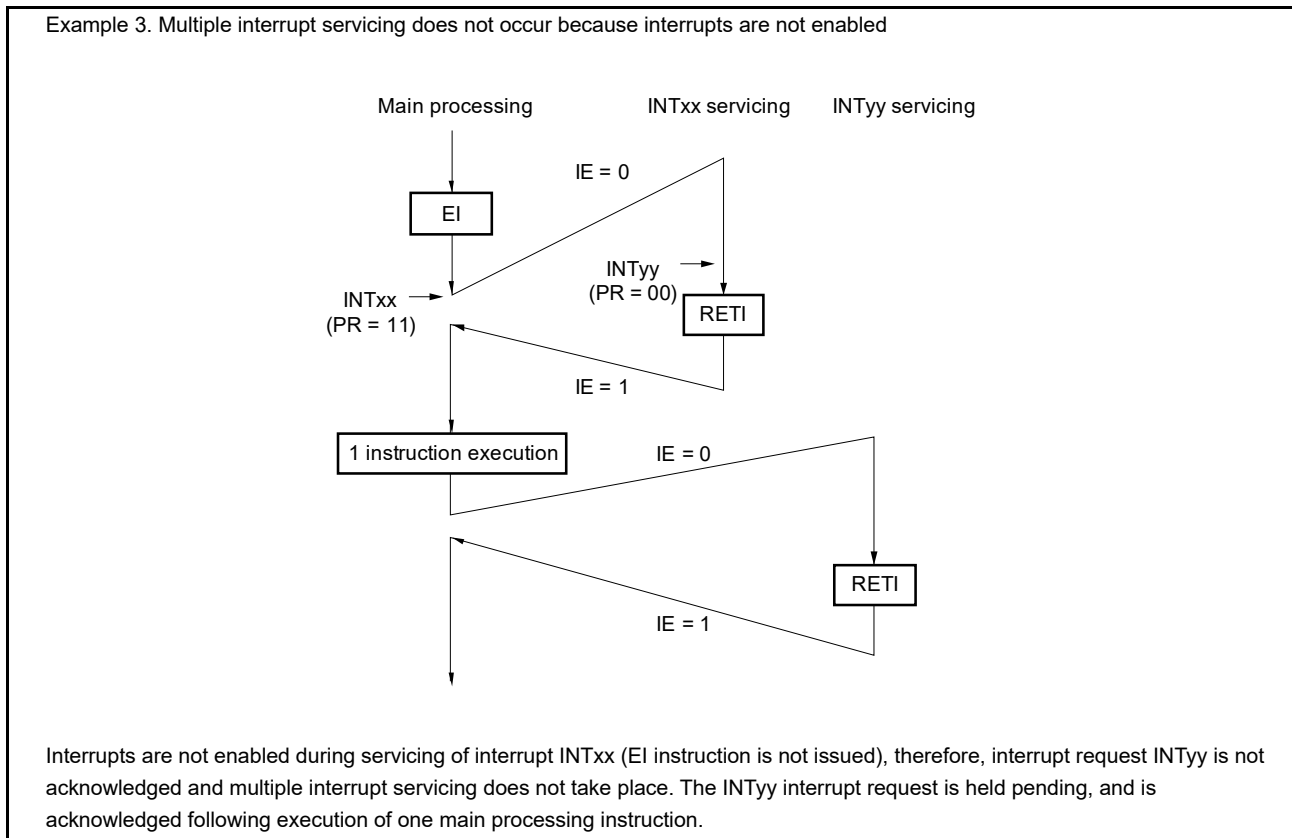 Example 3. Multiple interrupt servicing does not occur because interrupts are not enabled
Main processing
INTxx servicing
INTyy servicing
IE = 0
EI
INTyy
(PR = 00)
INTxx
(PR = 11)
RETI
IE = 1
1 instruction execution
IE = 0
RETI
IE = 1
Interrupts are not enabled during servicing of interrupt INTxx (EI instruction is not issued), therefore, interrupt request INTyy is not
acknowledged and multiple interrupt servicing does not take place. The INTyy interrupt request is held pending, and is
acknowledged following execution of one main processing instruction.